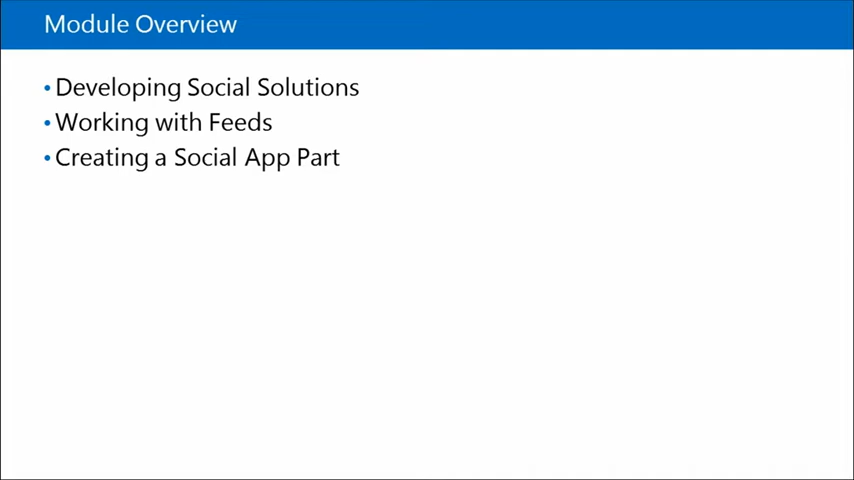 Module Overview
• Developing Social Solutions
• Working with Feeds
• Creating a Social App Part